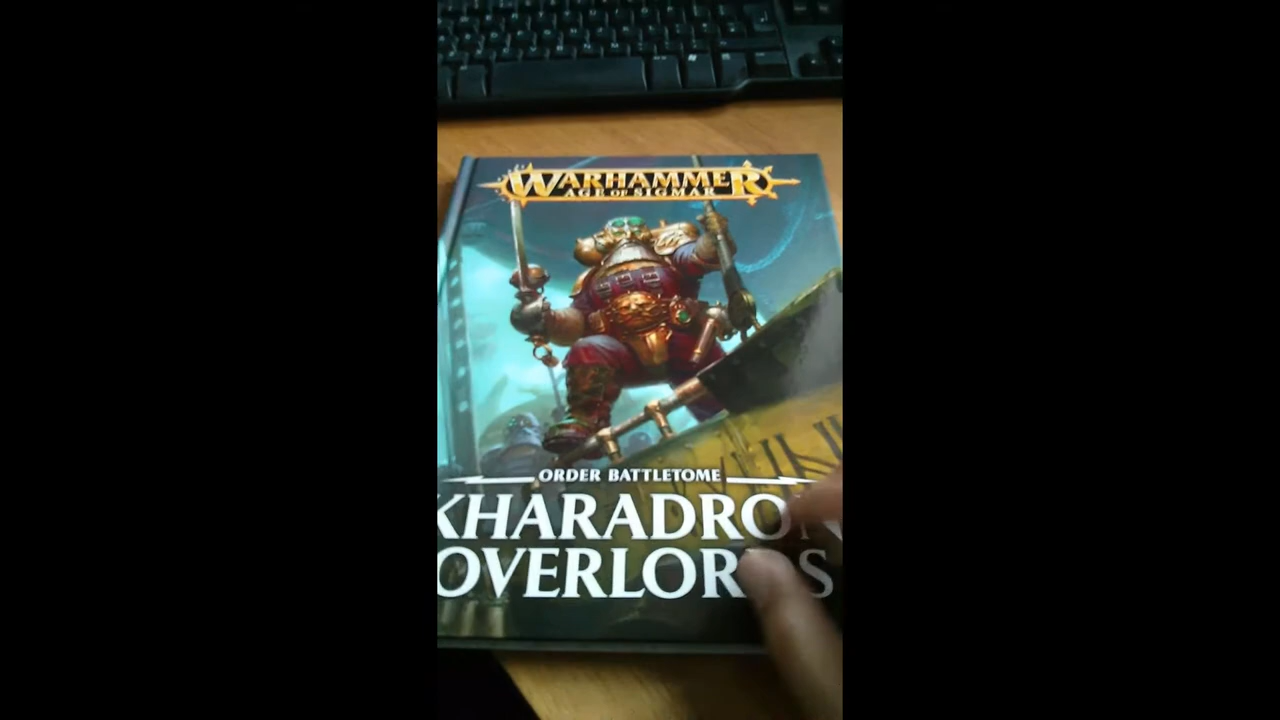 WARHAMMER
AGE OF SIGMAR
ORDER BATTLETOME
KHARADRON
OVERLORDS